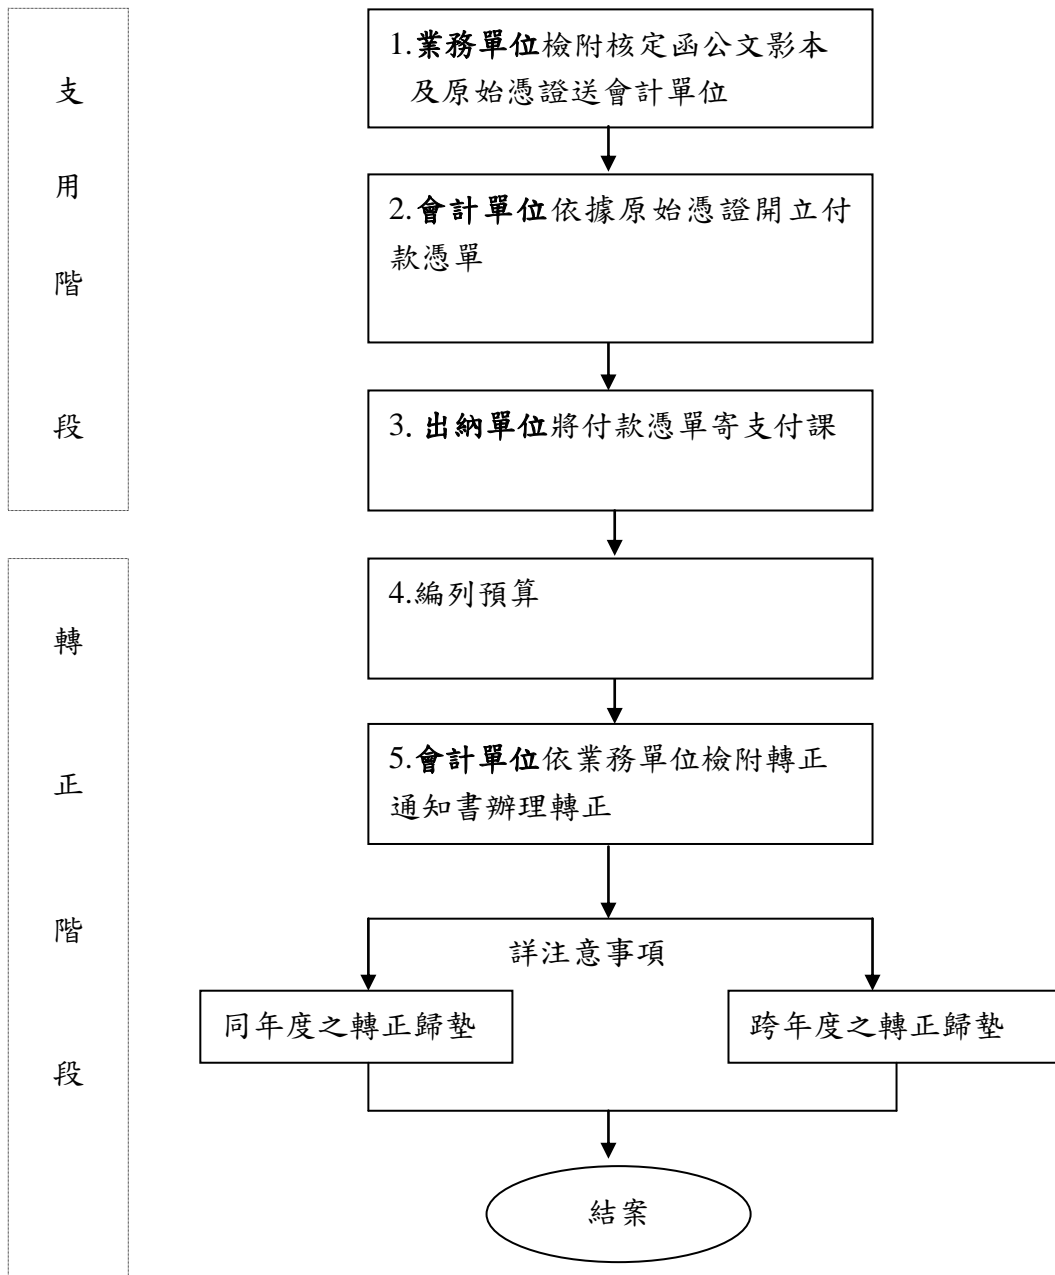 支
用
階
段
1.業務單位檢附核定函公文影本
及原始憑證送會計單位
2.會計單位依據原始憑證開立付
款憑單
3. 出納單位將付款憑單寄支付課
轉
正
階
段
4.編列預算
5.會計單位依業務單位檢附轉正
通知書辦理轉正
詳注意事項
同年度之轉正歸墊
跨年度之轉正歸墊
結案